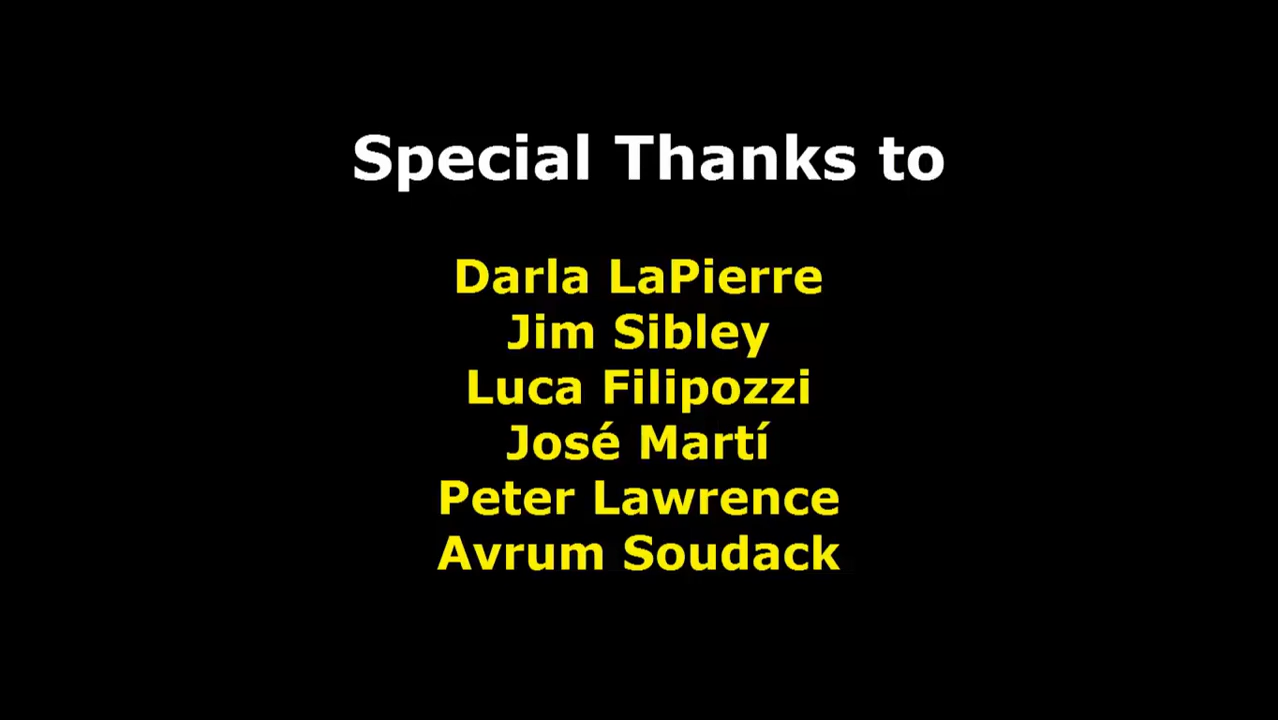 Special Thanks to
Darla LaPierre
Jim Sibley
Luca Filipozzi
José Martí
Peter Lawrence
Avrum Soudack